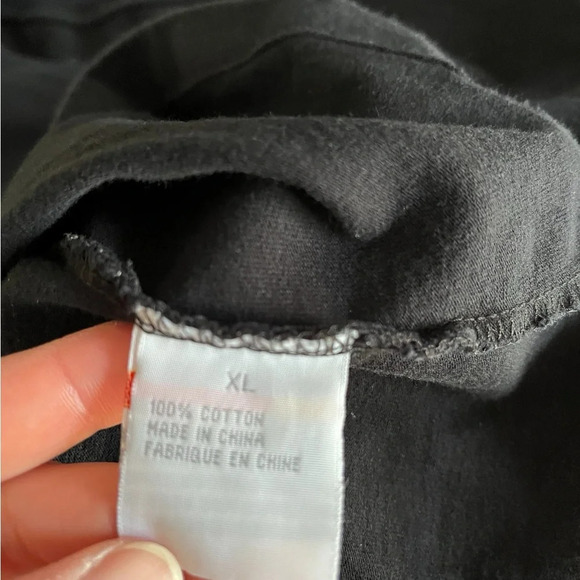 XL
100% COTTON
MADE IN CHINA
FABRIQUE EN CHINE